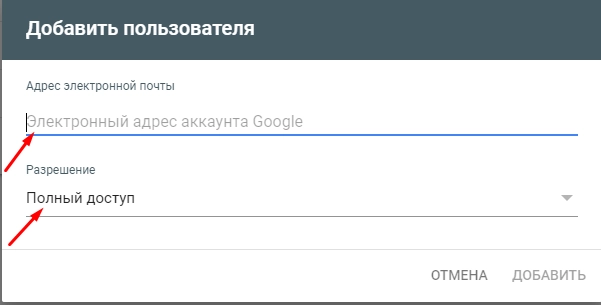 Добавить пользователя
Адрес электронной почты
Электронный адрес аккаунта Google
Разрешение
Полный доступ
ОТМЕНА ДОБАВИТЬ